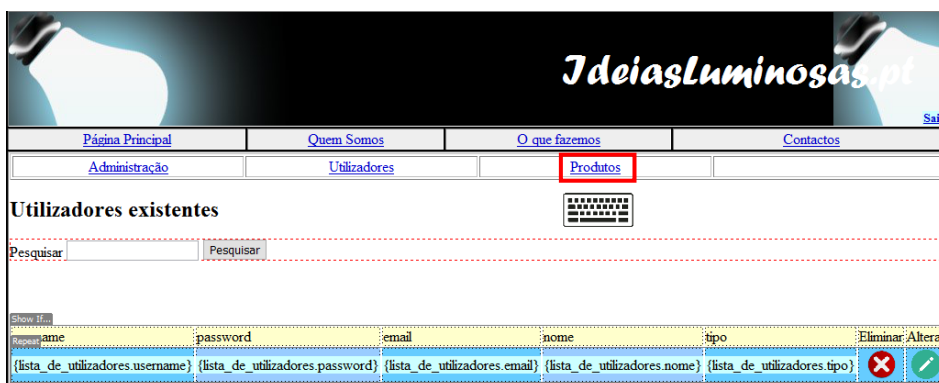 IdeiasLuminosas.pt
Sai
Página Principal Quem Somos O que fazemos Contactos
Administração Utilizadores Produtos
Utilizadores existentes
Pesquisar Pesquisar
Show If...
Repeat ame password email nome tipo Eliminar Altera
{lista_de_utilizadores.username} {lista_de_utilizadores.password} {lista_de_utilizadores.email} {lista_de_utilizadores.nome} {lista_de_utilizadores.tipo}